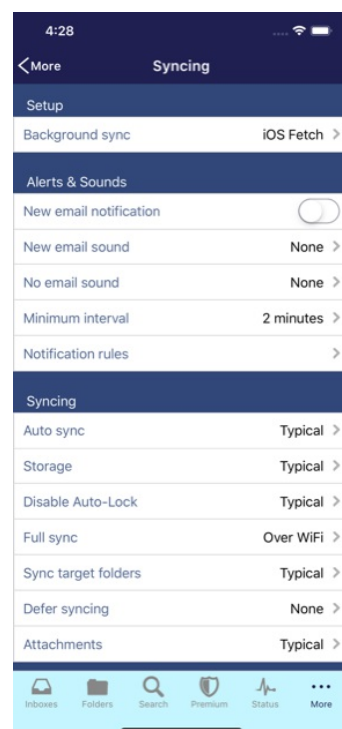 4:28
More Syncing
Setup
Background sync iOS Fetch
Alerts & Sounds
New email notification
New email sound None
No email sound None
Minimum interval 2 minutes
Notification rules
Syncing
Auto sync Typical
Storage Typical
Disable Auto-Lock Typical
Full sync Over WiFi
Sync target folders Typical
Defer syncing None
Attachments Typical
Inboxes Folders Search Premium Status More